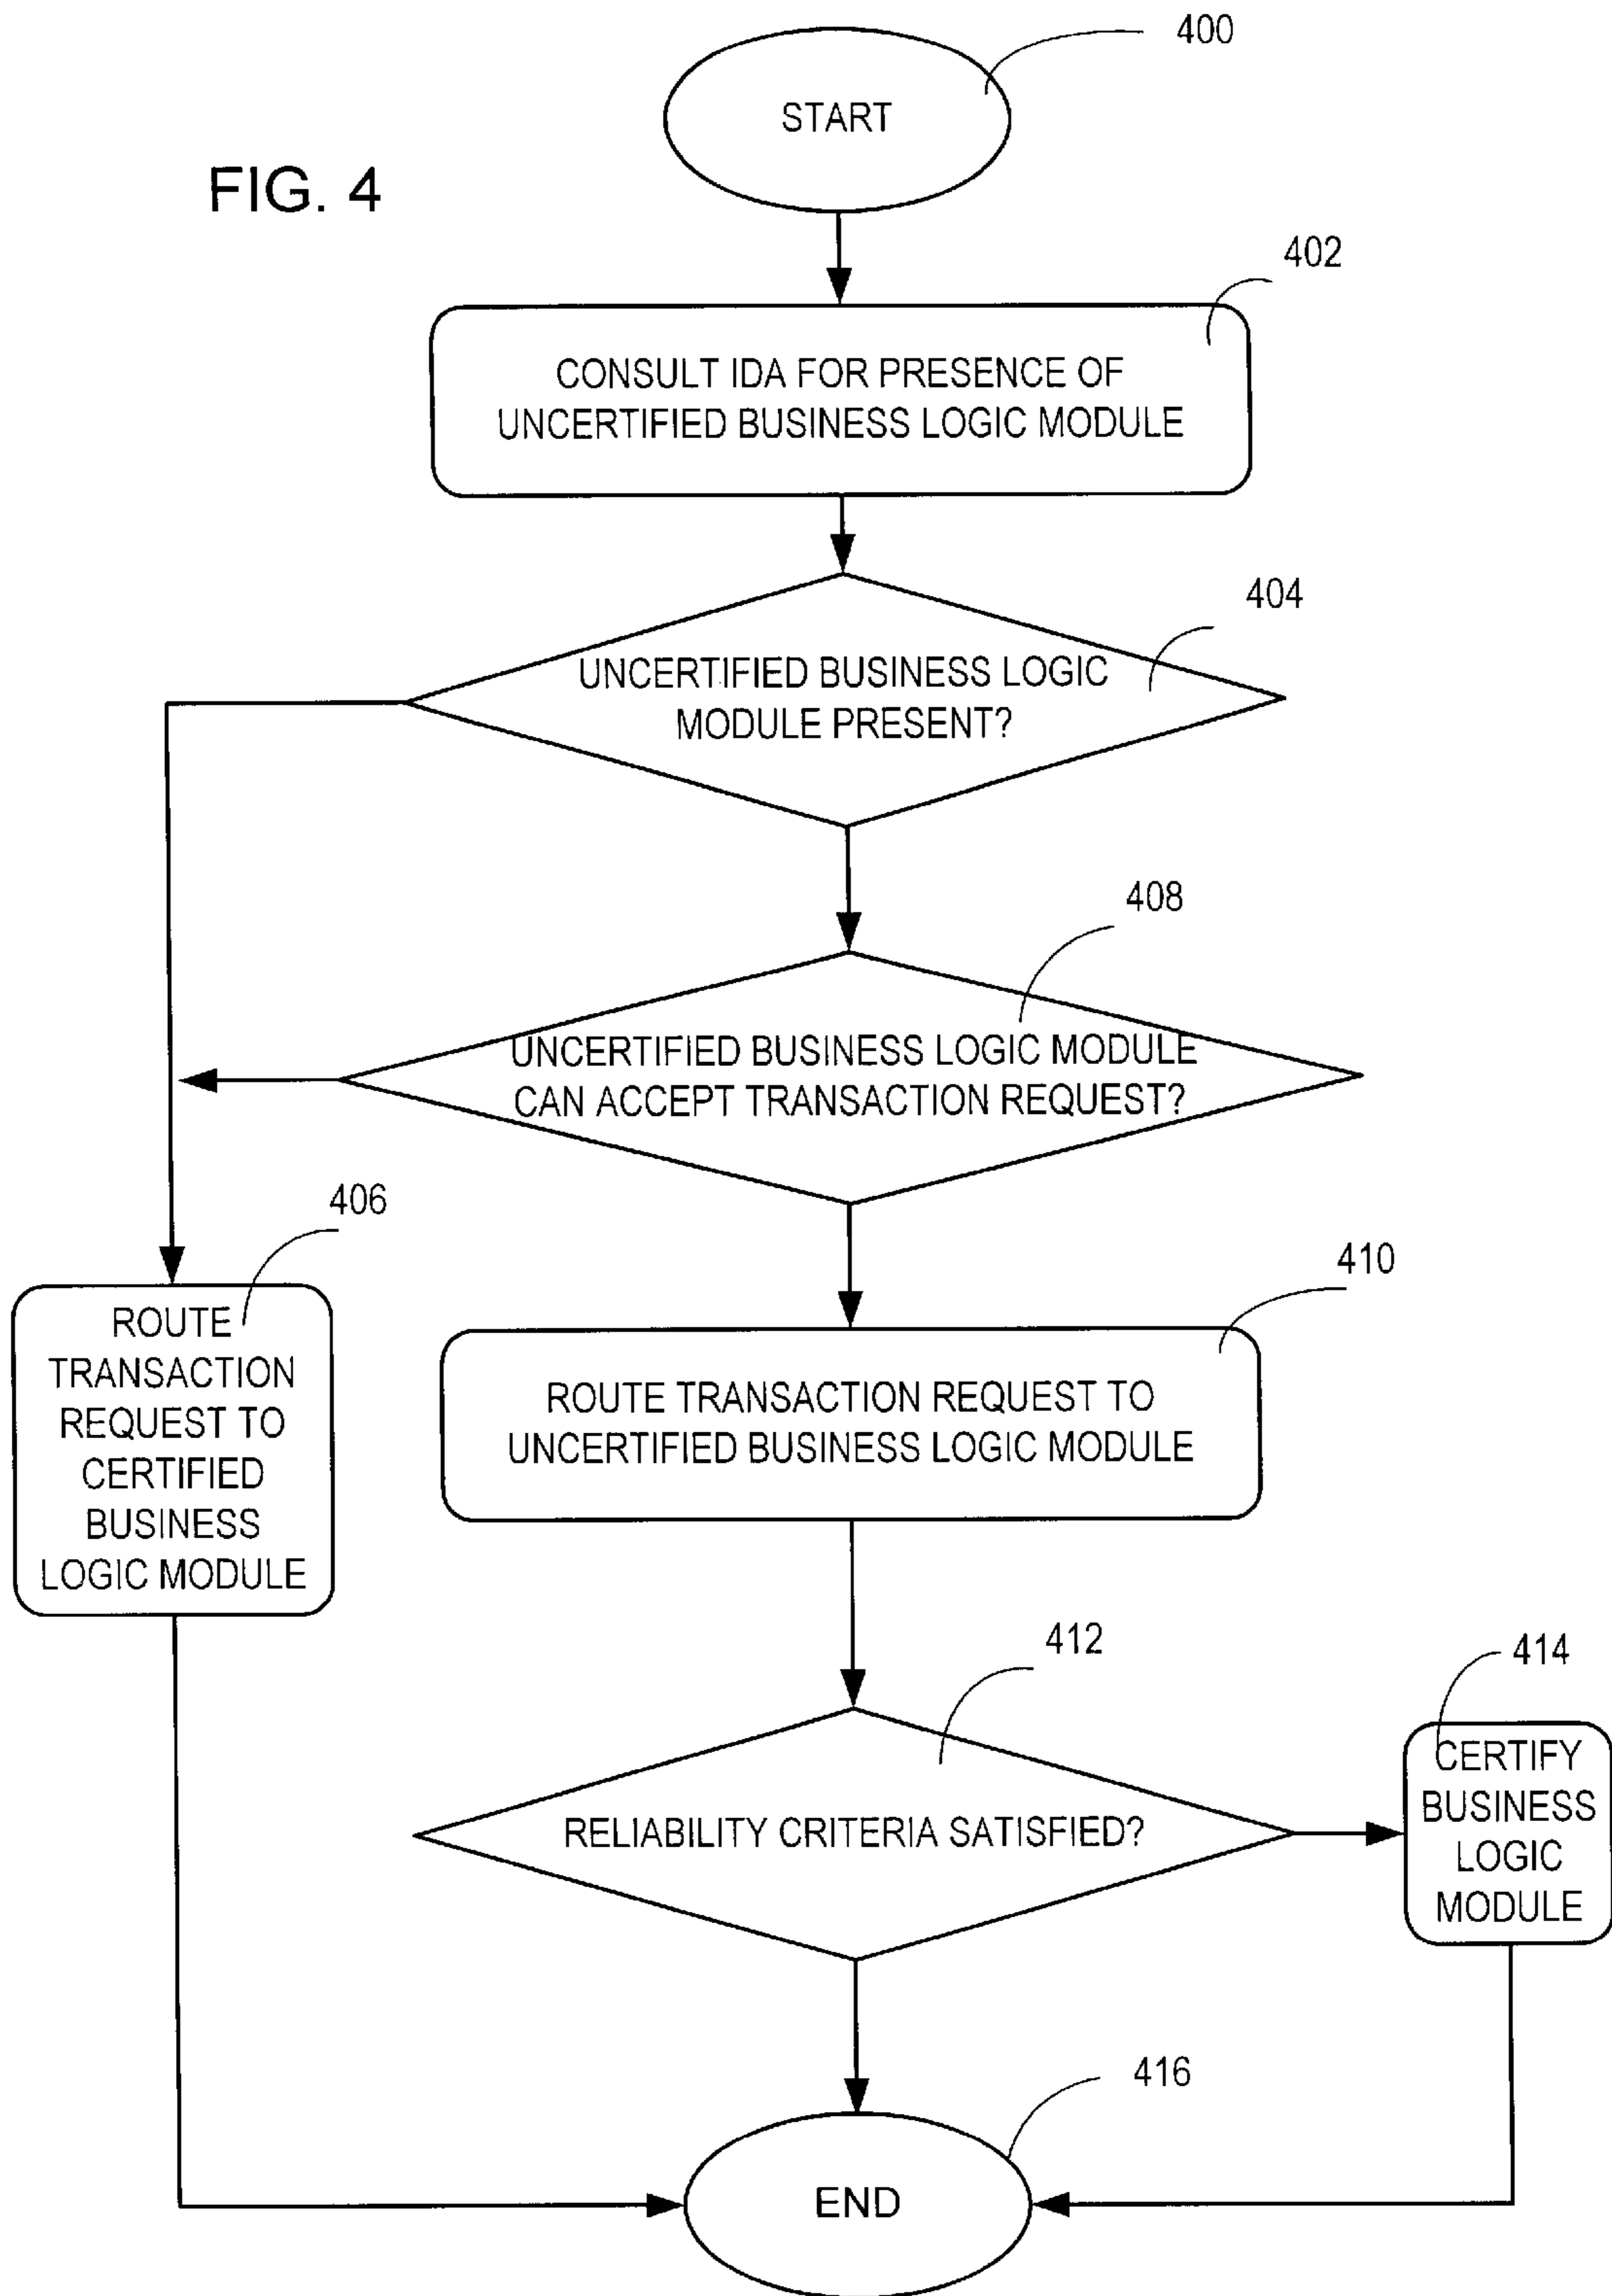 400
START
FIG. 4
402
CONSULT IDA FOR PRESENCE OF
UNCERTIFIED BUSINESS LOGIC MODULE
404
UNCERTIFIED BUSINESS LOGIC
MODULE PRESENT?
408
UNCERTIFIED BUSINESS LOGIC MODULE
CAN ACCEPT TRANSACTION REQUEST?
406
ROUTE
TRANSACTION
REQUEST TO
CERTIFIED
BUSINESS
LOGIC MODULE
410
ROUTE TRANSACTION REQUEST TO
UNCERTIFIED BUSINESS LOGIC MODULE
412
RELIABILITY CRITERIA SATISFIED?
414
CERTIFY
BUSINESS
LOGIC
MODULE
416
END